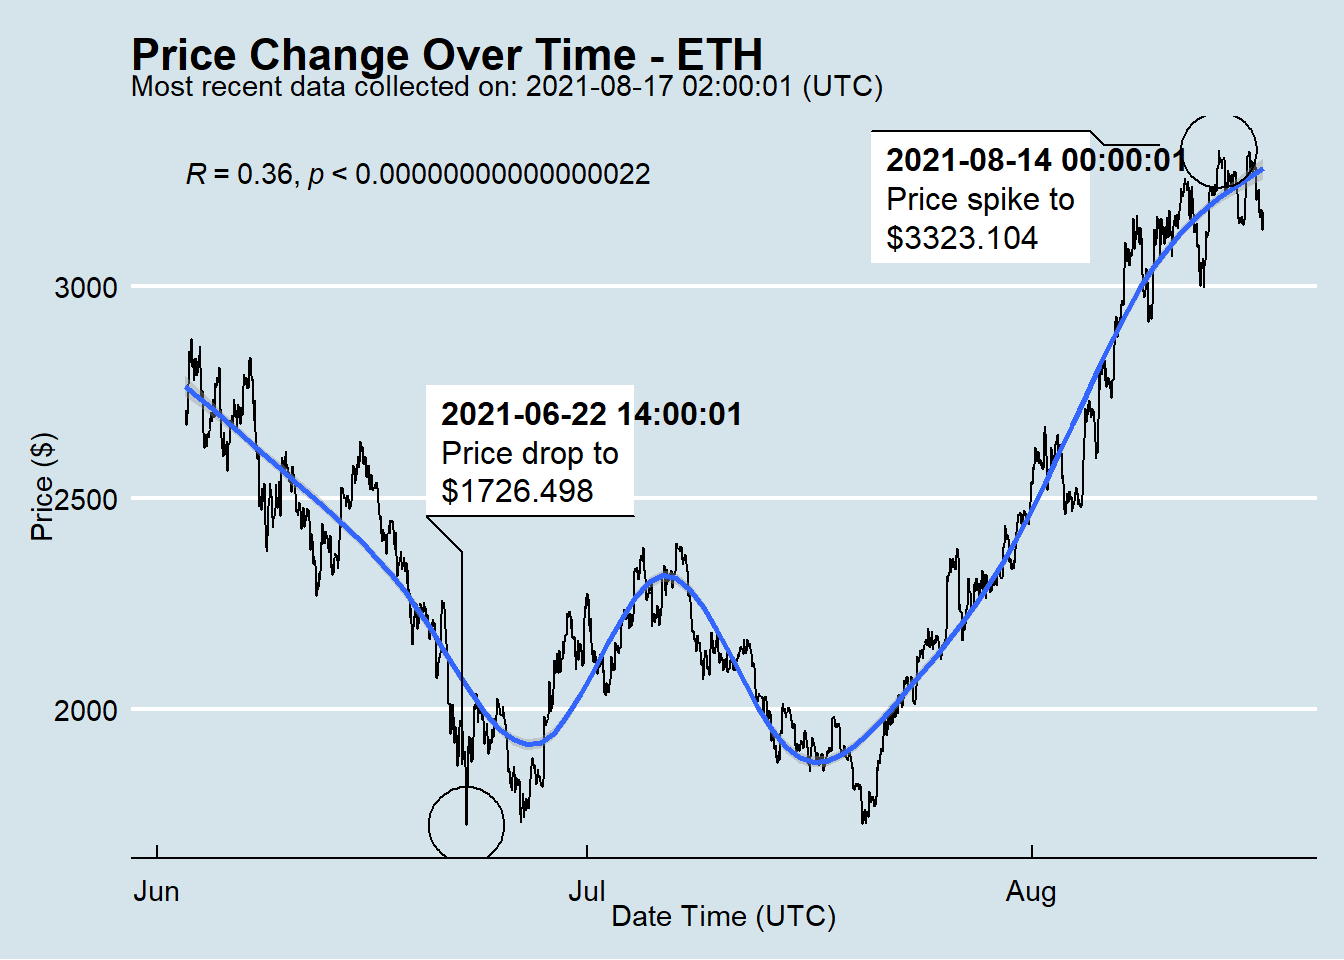 Price Change Over Time - ETH
Most recent data collected on: 2021-08-17 02:00:01 (UTC)
R = 0.36, p < 0.00000000000000022
2021-08-14 00:00:01
Price spike to
$3323.104
3000
2021-06-22 14:00:01
Price drop to
$1726.498
Price ($)
2500
2000
Jun
Jul
Aug
Date Time (UTC)